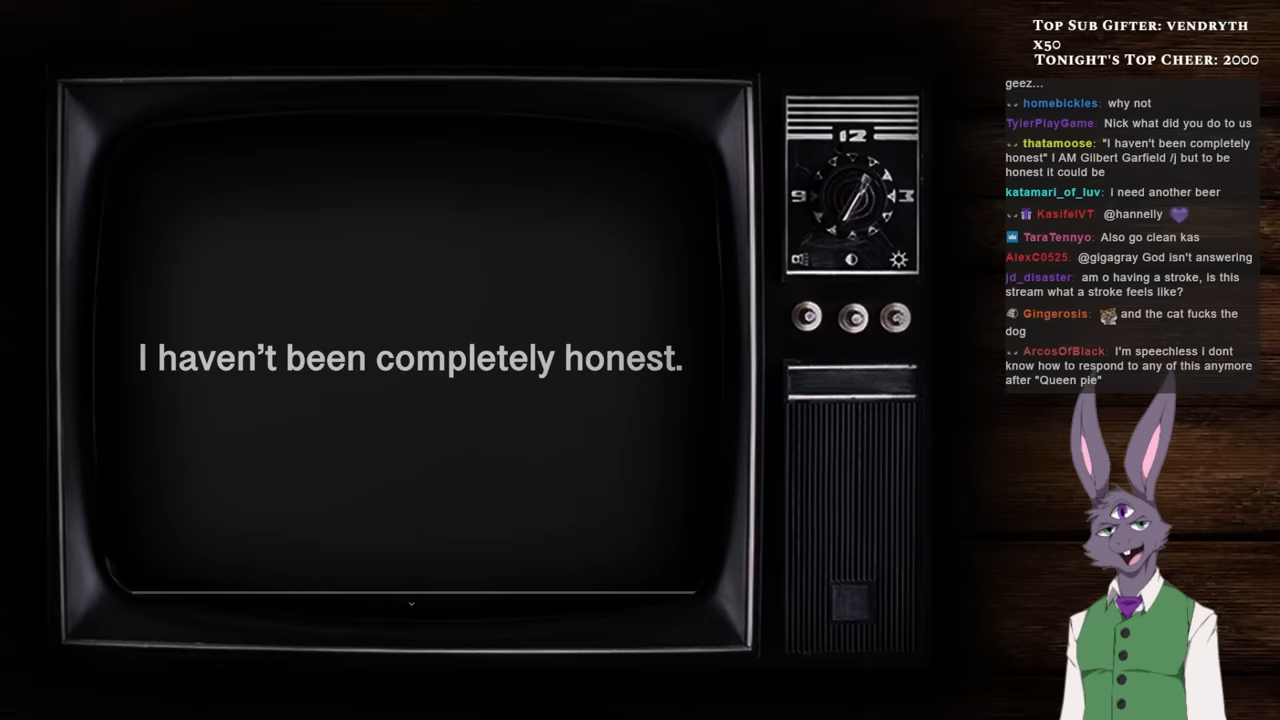 TOP SUB GIFTER: VENDRYTH
X50
TONIGHT'S TOP CHEER: 2000
geez...
homebickles: why not
TylerPlayGame: Nick what did you do to us
thatamoose: "I haven't been completely
honest" I AM Gilbert Garfield /j but to be
honest it could be
katamari_of_luv: i need another beer
KasifelVT: @hannelly
TaraTennyo: Also go clean kas
AlexC0525: @gigagray God isn't answering
jd_disaster: am o having a stroke, is this
stream what a stroke feels like?
Gingerosis: and the cat fucks the
dog
ArcosOfBlack: I'm speechless i dont
know how to respond to any of this anymore
after "Queen pie"
12
9
3
I haven't been completely honest.